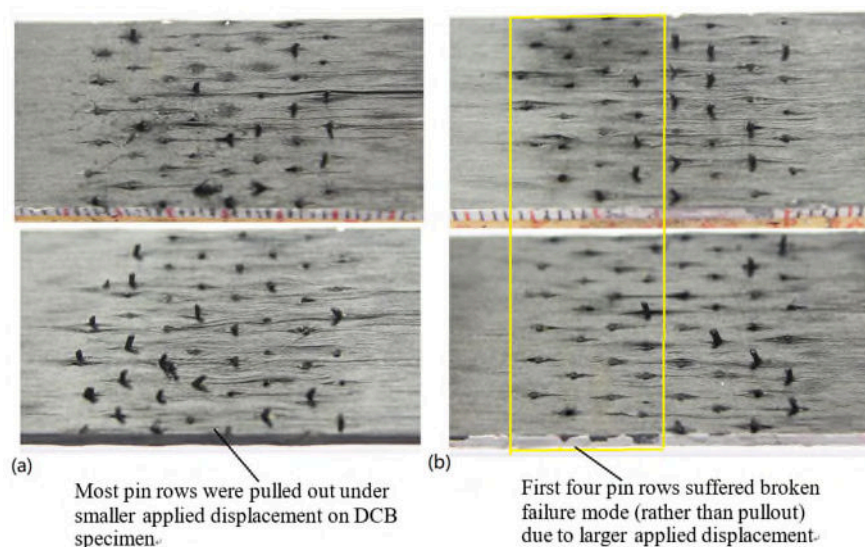 (a)
Most pin rows were pulled out under
smaller applied displacement on DCB
specimen
(b)
First four pin rows suffered broken
failure mode (rather than pullout)
due to larger applied displacement